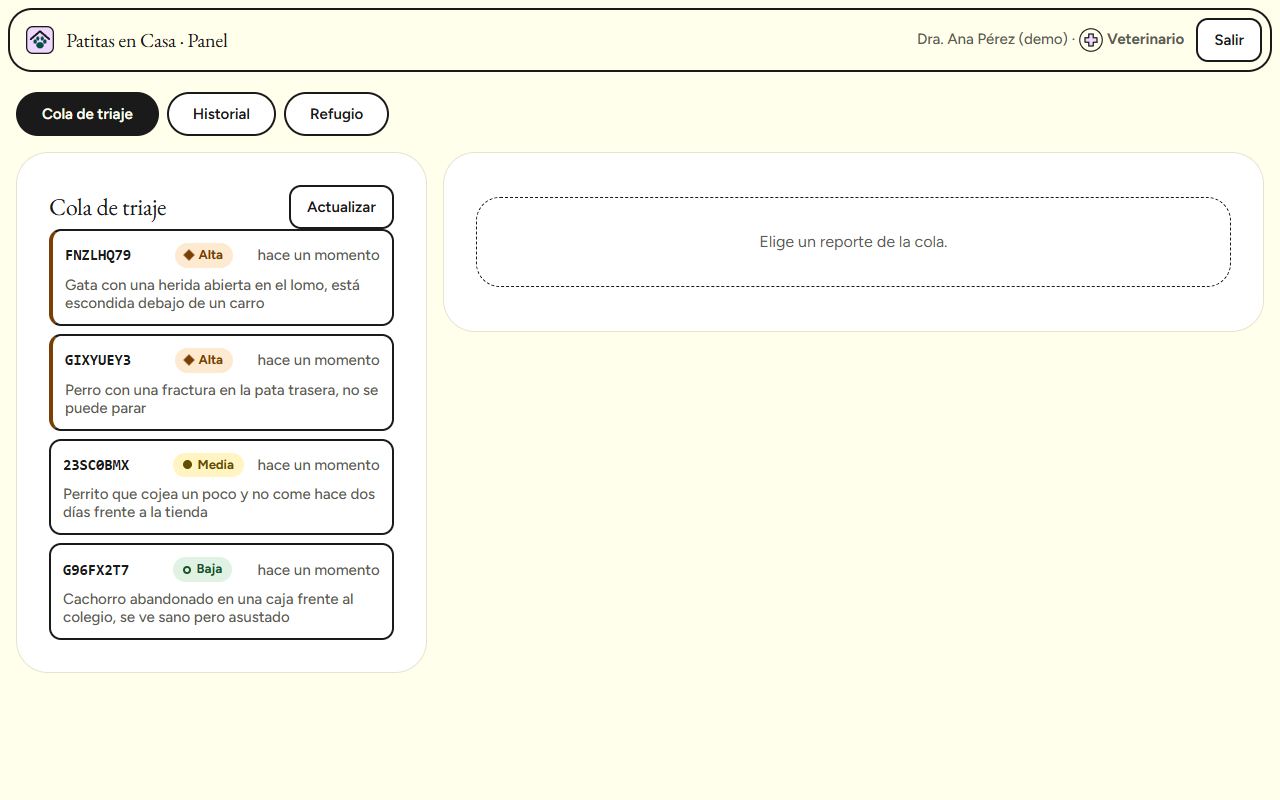 Patitas en Casa · Panel
Dra. Ana Pérez (demo) · Veterinario
Salir
Cola de triaje
Historial
Refugio
Cola de triaje
Actualizar
FNZLHQ79
Alta
hace un momento
Gata con una herida abierta en el lomo, está
escondida debajo de un carro
GIXYUEY3
Alta
hace un momento
Perro con una fractura en la pata trasera, no se
puede parar
23SC0BMX
Media
hace un momento
Perrito que cojea un poco y no come hace dos
días frente a la tienda
G96FX2T7
Baja
hace un momento
Cachorro abandonado en una caja frente al
colegio, se ve sano pero asustado
Elige un reporte de la cola.